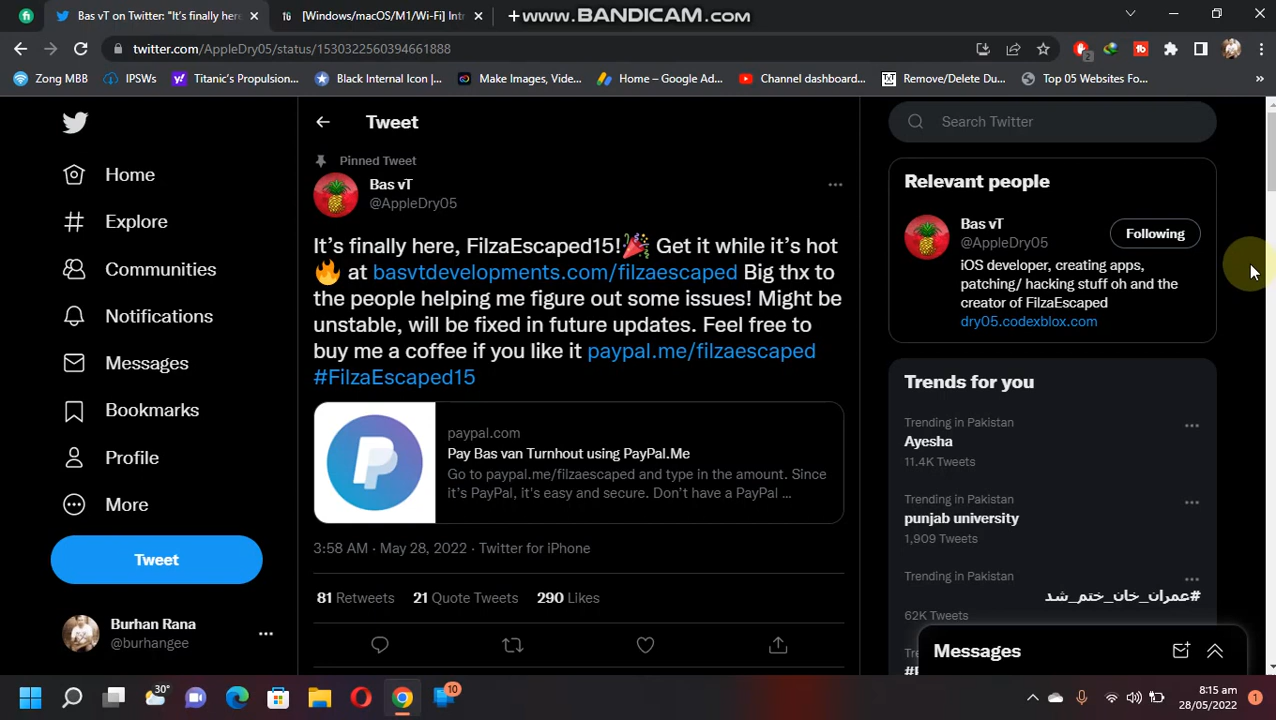 Bas vT on Twitter: "It's finally here
16 [Windows/macOS/M1/Wi-Fi] Intr
www.BANDICAM.com
twitter.com/AppleDry05/status/1530322560394661888
2
Zong MBB
IPSWs
Titanic's Propulsion...
Black Internal Icon |...
Make Images, Vide...
Home – Google Ad...
Channel dashboard...
Remove/Delete Du...
Top 05 Websites Fo...
»
Home
Explore
Communities
Notifications
Messages
Bookmarks
Profile
More
Tweet
Burhan Rana
@burhangee
Tweet
Pinned Tweet
Bas vT
@AppleDry05
It's finally here, FilzaEscaped15!🎉 Get it while it's hot
🔥 at basvtdevelopments.com/filzaescaped Big thx to
the people helping me figure out some issues! Might be
unstable, will be fixed in future updates. Feel free to
buy me a coffee if you like it paypal.me/filzaescaped
#FilzaEscaped15
paypal.com
Pay Bas van Turnhout using PayPal.Me
Go to paypal.me/filzaescaped and type in the amount. Since
it's PayPal, it's easy and secure. Don't have a PayPal ...
3:58 AM · May 28, 2022 · Twitter for iPhone
81 Retweets 21 Quote Tweets 290 Likes
Search Twitter
Relevant people
Bas vT
@AppleDry05
Following
iOS developer, creating apps,
patching/ hacking stuff oh and the
creator of FilzaEscaped
dry05.codexblox.com
Trends for you
Trending in Pakistan
Ayesha
11.4K Tweets
Trending in Pakistan
punjab university
1,909 Tweets
Trending in Pakistan
#عمران_خان_ختم_شد
62K Tweets
Messages
30°
10
8:15 am
28/05/2022
1